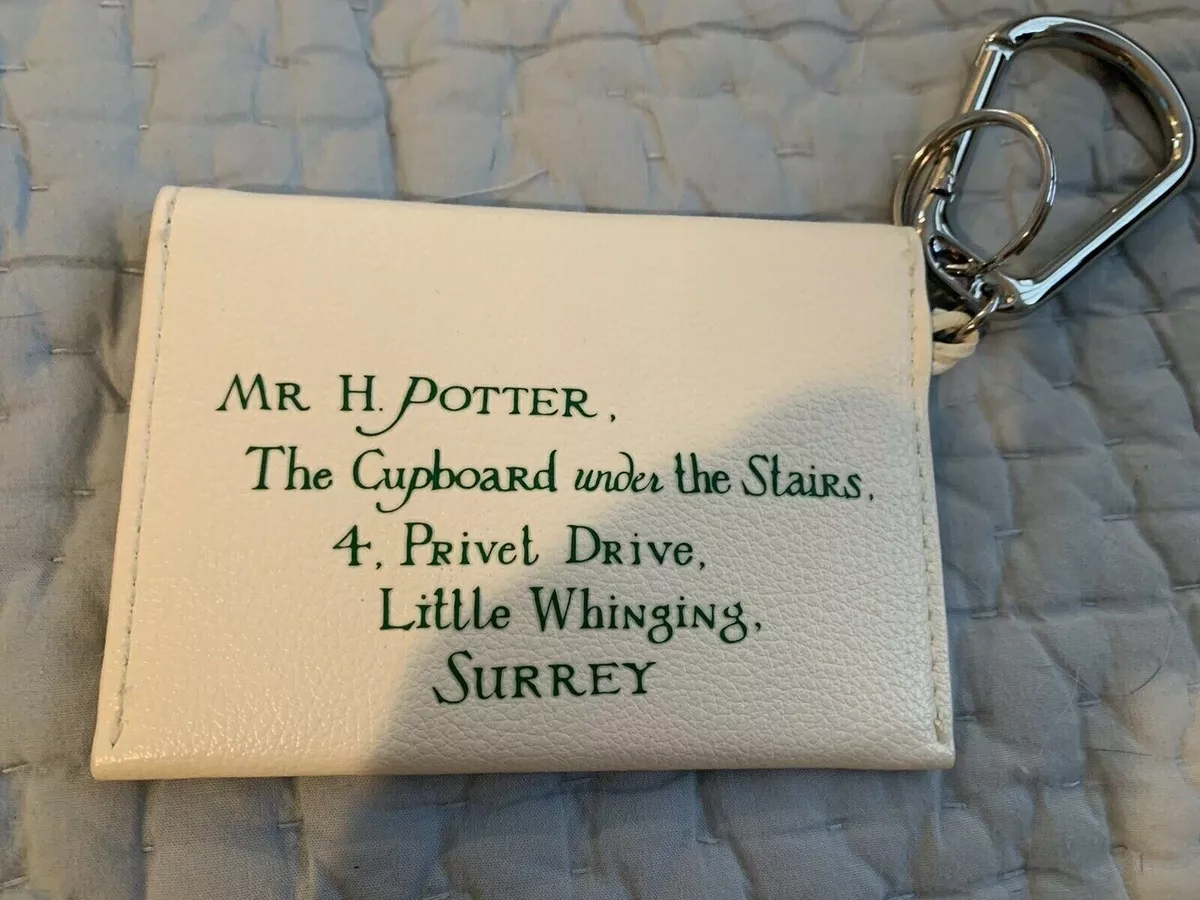 Mr H. Potter,
The Cupboard under the Stairs,
4, Privet Drive,
Little Whinging,
Surrey